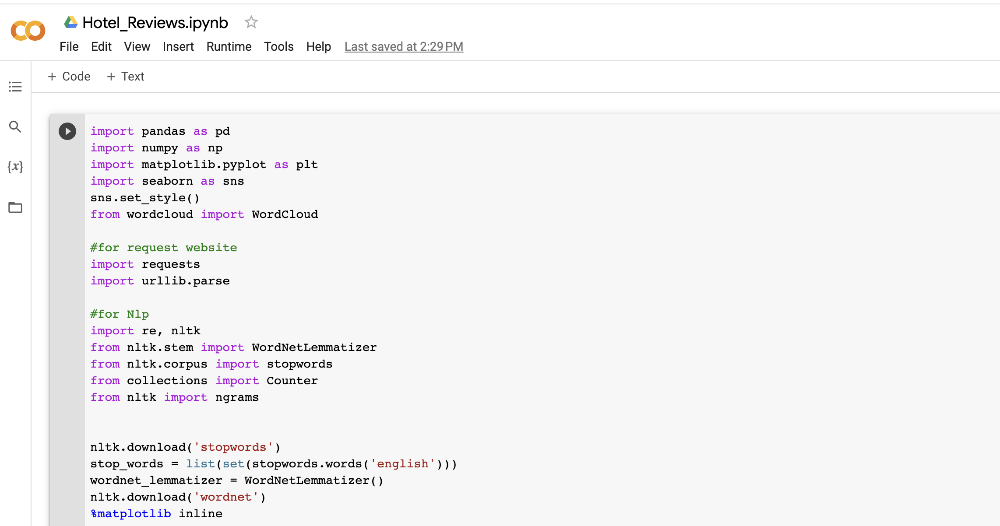 Hotel_Reviews.ipynb
File Edit View Insert Runtime Tools Help Last saved at 2:29 PM
+ Code + Text
{x}
import pandas as pd
import numpy as np
import matplotlib.pyplot as plt
import seaborn as sns
sns.set_style()
from wordcloud import WordCloud
#for request website
import requests
import urllib.parse
#for Nlp
import re, nltk
from nltk.stem import WordNetLemmatizer
from nltk.corpus import stopwords
from collections import Counter
from nltk import ngrams
nltk.download('stopwords')
stop_words = list(set(stopwords.words('english')))
wordnet_lemmatizer = WordNetLemmatizer()
nltk.download('wordnet')
%matplotlib inline